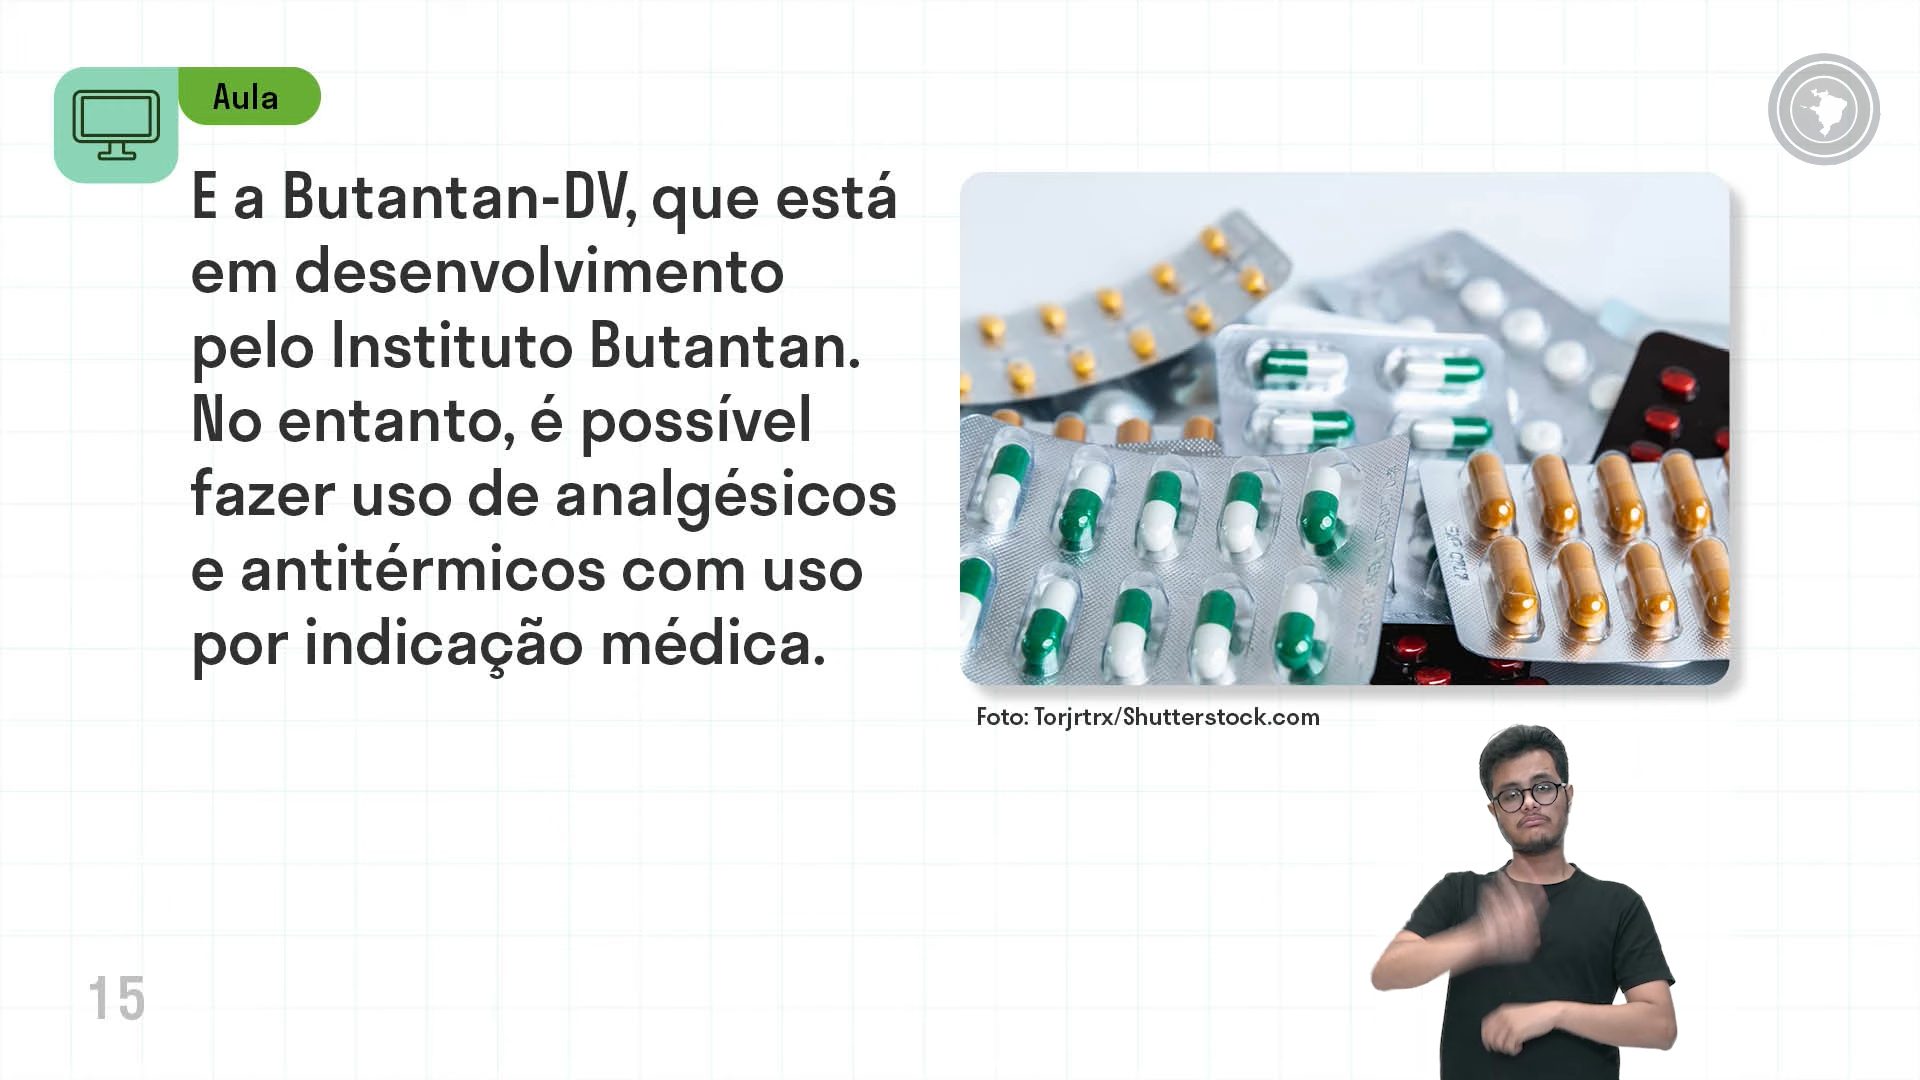 Aula
E a Butantan-DV, que está
em desenvolvimento
pelo Instituto Butantan.
No entanto, é possível
fazer uso de analgésicos
e antitérmicos com uso
por indicação médica.
Foto: Torjrtrx/Shutterstock.com
15